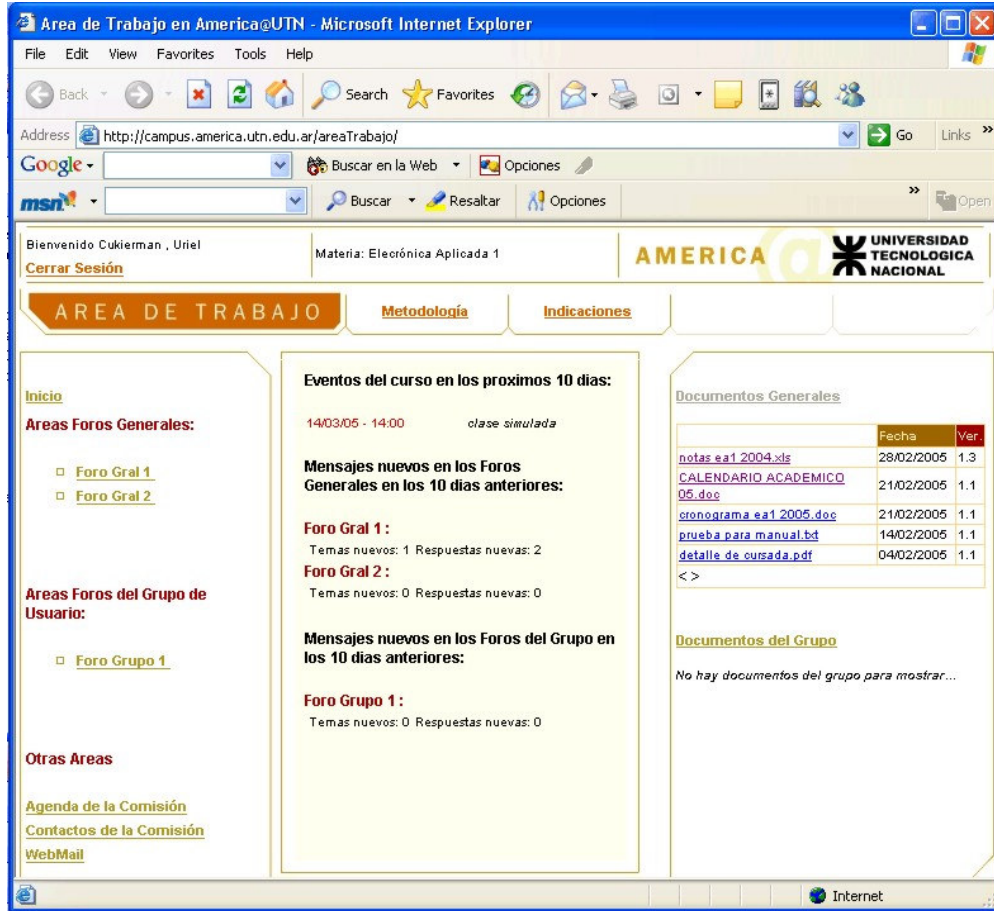 Area de Trabajo en America@UTN - Microsoft Internet Explorer
File Edit View Favorites Tools Help
Back Search Favorites
Address http://campus.america.utn.edu.ar/areaTrabajo/ Go Links »
Google Buscar en la Web Opciones
msn Buscar Resaltar Opciones » Open
Bienvenido Cukierman , Uriel
Cerrar Sesión
Materia: Elecrónica Aplicada 1
AMERICA @
UNIVERSIDAD
TECNOLOGICA
NACIONAL
AREA DE TRABAJO Metodología Indicaciones
Inicio
Areas Foros Generales:
Foro Gral 1
Foro Gral 2
Areas Foros del Grupo de
Usuario:
Foro Grupo 1
Otras Areas
Agenda de la Comisión
Contactos de la Comisión
WebMail
Eventos del curso en los proximos 10 dias:
14/03/05 - 14:00 clase simulada
Mensajes nuevos en los Foros
Generales en los 10 dias anteriores:
Foro Gral 1 :
Temas nuevos: 1 Respuestas nuevas: 2
Foro Gral 2 :
Temas nuevos: 0 Respuestas nuevas: 0
Mensajes nuevos en los Foros del Grupo en
los 10 dias anteriores:
Foro Grupo 1 :
Temas nuevos: 0 Respuestas nuevas: 0
Documentos Generales
Fecha Ver.
notas ea1 2004.xls 28/02/2005 1.3
CALENDARIO ACADEMICO
05.doc 21/02/2005 1.1
cronograma ea1 2005.doc 21/02/2005 1.1
prueba para manual.txt 14/02/2005 1.1
detalle de cursada.pdf 04/02/2005 1.1
< >
Documentos del Grupo
No hay documentos del grupo para mostrar...
Internet